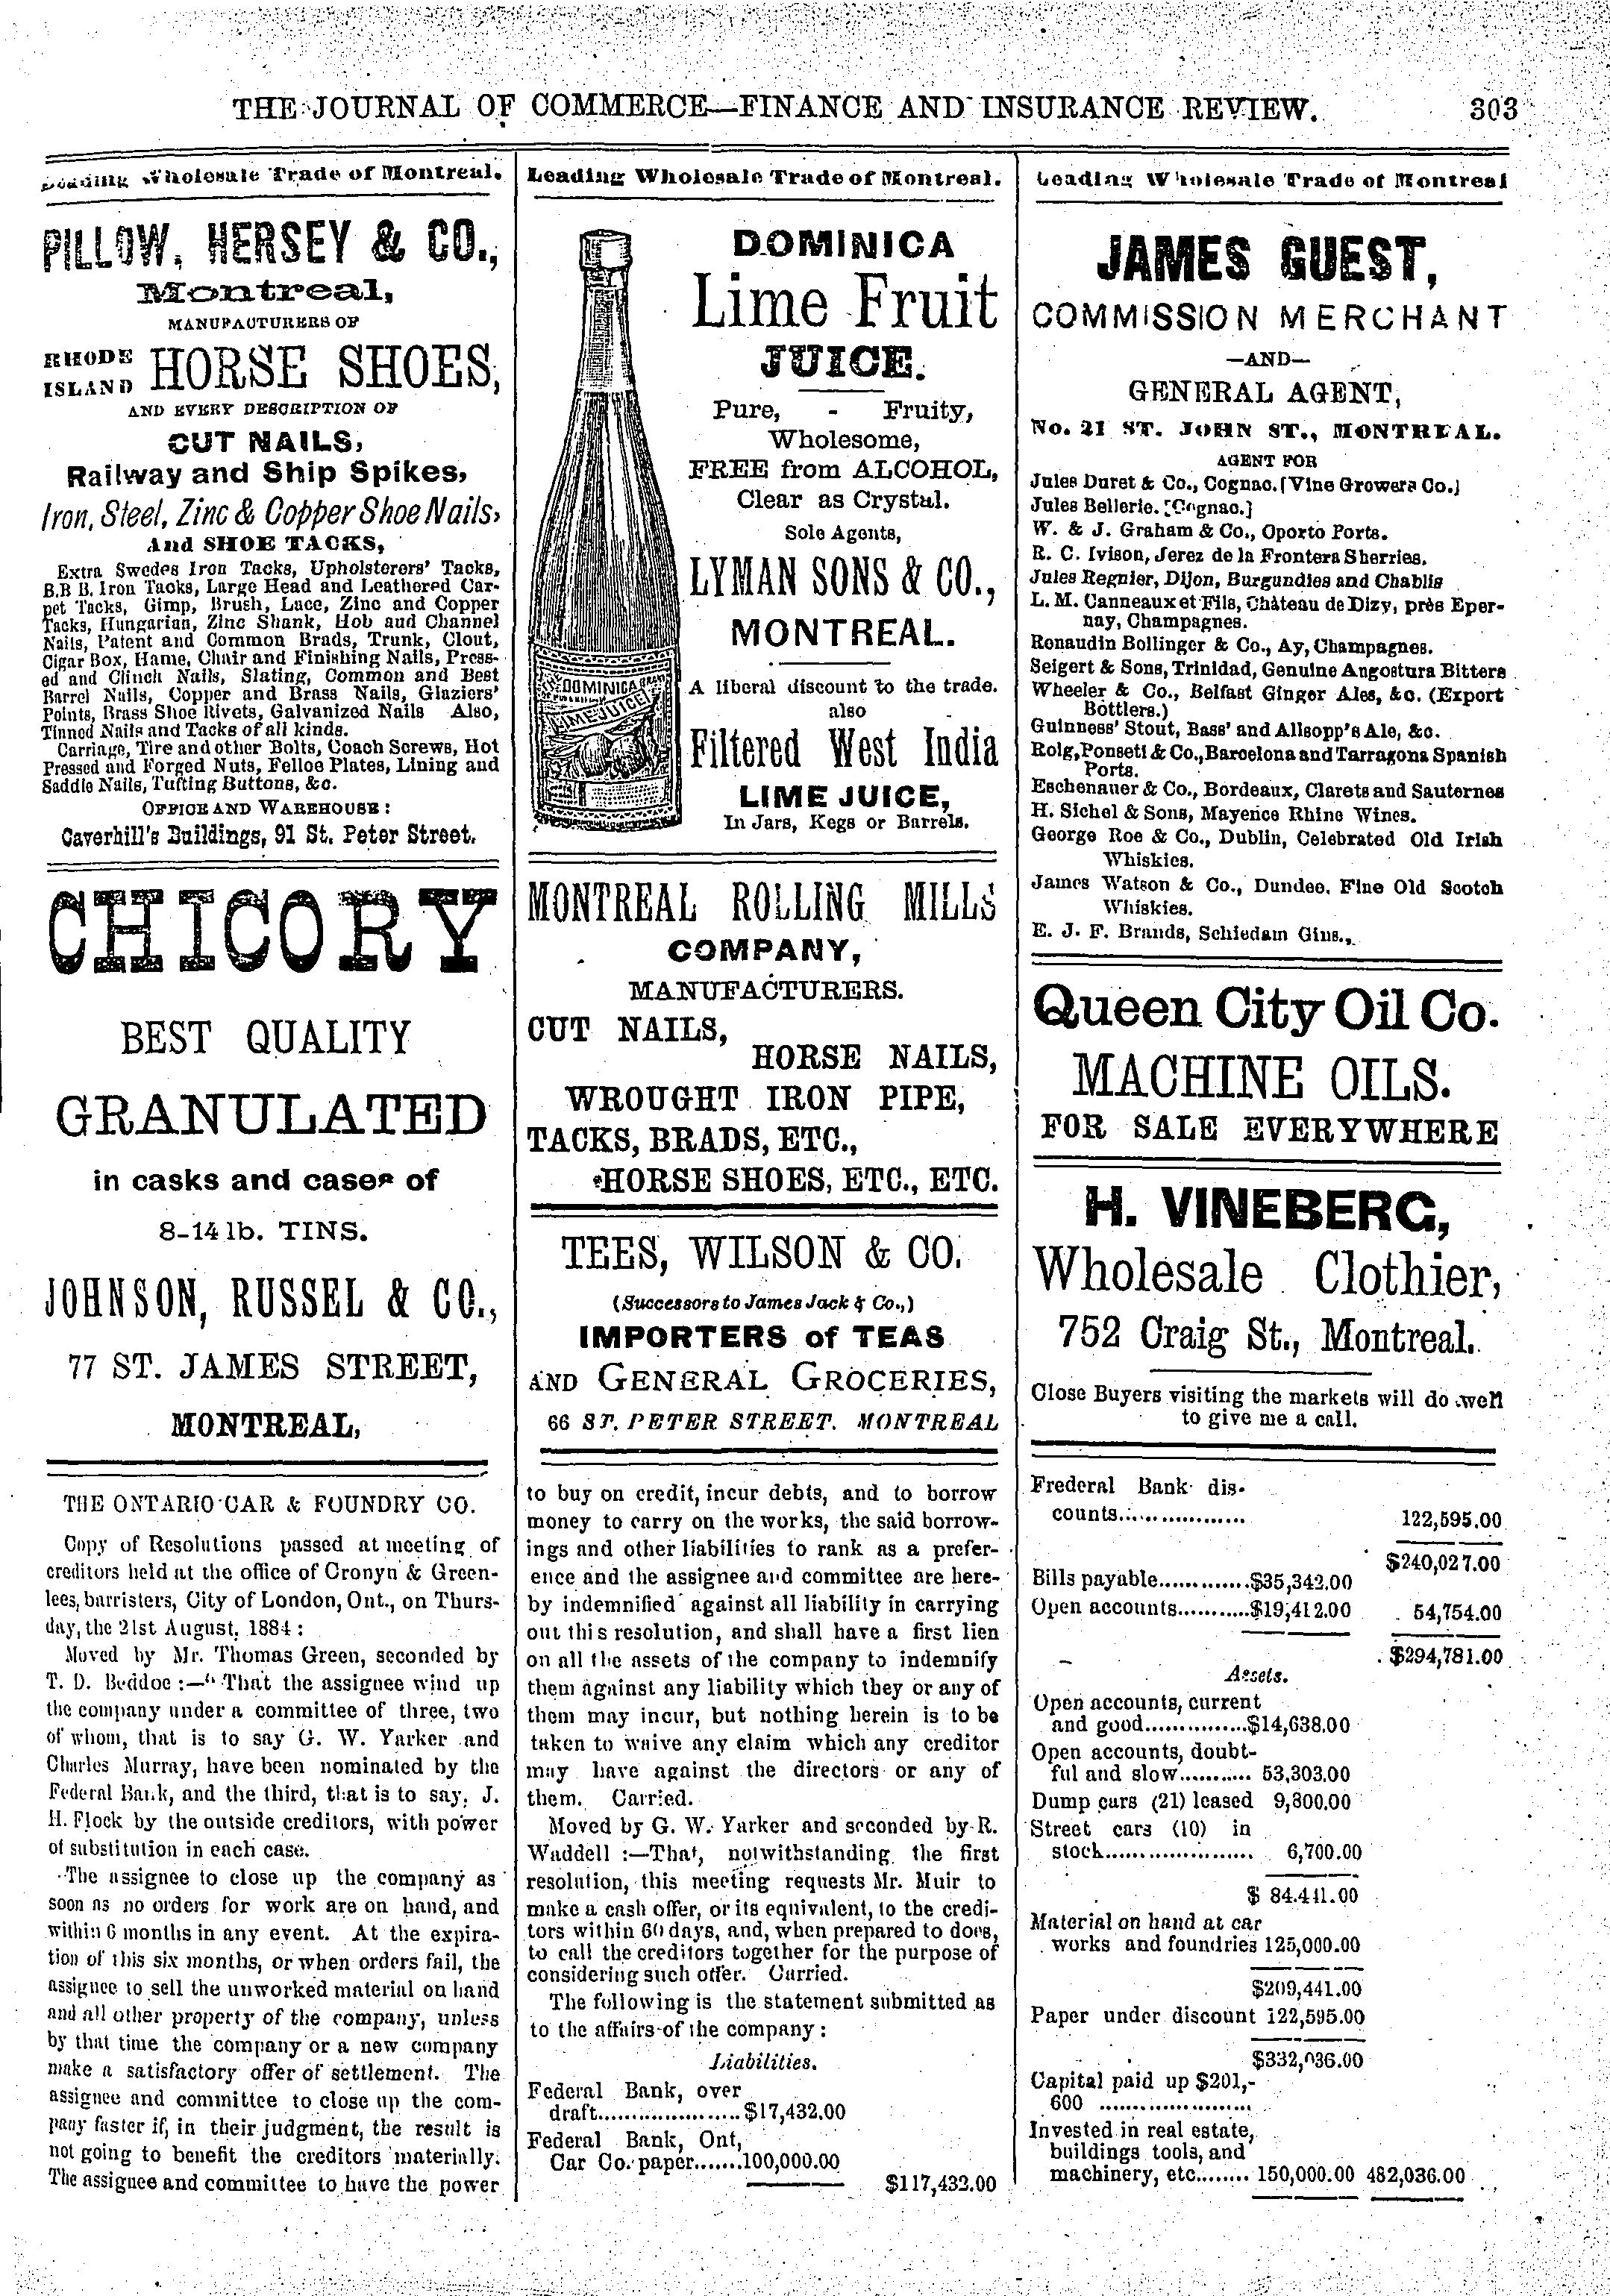 THE JOURNAL OF COMMERCE—FINANCE AND INSURANCE REVIEW. 303
Leading Wholesale Trade of Montreal.
PILLOW, HERSEY & CO.,
Montreal,
MANUFACTURERS OF
RHODE ISLAND HORSE SHOES,
AND EVERY DESCRIPTION OF
CUT NAILS,
Railway and Ship Spikes,
Iron, Steel, Zinc & Copper Shoe Nails,
And SHOE TACKS,
Extra Swedes Iron Tacks, Upholsterers' Tacks,
B.B B. Iron Tacks, Large Head and Leathered Car-
pet Tacks, Gimp, Brush, Lace, Zinc and Copper
Tacks, Hungarian, Zinc Shank, Hob and Channel
Nails, Patent and Common Brads, Trunk, Clout,
Cigar Box, Hame, Chair and Finishing Nails, Press-
ed and Clinch Nails, Slating, Common and Best
Barrel Nails, Copper and Brass Nails, Glaziers'
Points, Brass Shoe Rivets, Galvanized Nails Also,
Tinned Nails and Tacks of all kinds.
Carriage, Tire and other Bolts, Coach Screws, Hot
Pressed and Forged Nuts, Felloe Plates, Lining and
Saddle Nails, Tufting Buttons, &c.
OFFICE AND WAREHOUSE:
Caverhill's Buildings, 91 St. Peter Street.
CHICORY
BEST QUALITY
GRANULATED
in casks and cases of
8-14 lb. TINS.
JOHNSON, RUSSEL & CO.,
77 ST. JAMES STREET,
MONTREAL,
THE ONTARIO CAR & FOUNDRY CO.
Copy of Resolutions passed at meeting of
creditors held at the office of Cronyn & Green-
lees, barristers, City of London, Ont., on Thurs-
day, the 21st August, 1884:
Moved by Mr. Thomas Green, seconded by
T. D. Beddoe:—"That the assignee wind up
the company under a committee of three, two
of whom, that is to say G. W. Yarker and
Charles Murray, have been nominated by the
Federal Bank, and the third, that is to say, J.
H. Flock by the outside creditors, with power
of substitution in each case.
The assignee to close up the company as
soon as no orders for work are on hand, and
within 6 months in any event. At the expira-
tion of this six months, or when orders fail, the
assignee to sell the unworked material on hand
and all other property of the company, unless
by that time the company or a new company
make a satisfactory offer of settlement. The
assignee and committee to close up the com-
pany faster if, in their judgment, the result is
not going to benefit the creditors materially.
The assignee and committee to have the power
Leading Wholesale Trade of Montreal.
DOMINICA
Lime Fruit
JUICE.
Pure, - Fruity,
Wholesome,
FREE from ALCOHOL,
Clear as Crystal.
Sole Agents,
LYMAN SONS & CO.,
MONTREAL.
A liberal discount to the trade.
also
Filtered West India
LIME JUICE,
In Jars, Kegs or Barrels.
DOMINICA
LIME JUICE
MONTREAL ROLLING MILLS
COMPANY,
MANUFACTURERS.
CUT NAILS,
HORSE NAILS,
WROUGHT IRON PIPE,
TACKS, BRADS, ETC.,
HORSE SHOES, ETC., ETC.
TEES, WILSON & CO.
(Successors to James Jack & Co.,)
IMPORTERS of TEAS
AND GENERAL GROCERIES,
66 ST. PETER STREET. MONTREAL
to buy on credit, incur debts, and to borrow
money to carry on the works, the said borrow-
ings and other liabilities to rank as a prefer-
ence and the assignee and committee are here-
by indemnified against all liability in carrying
out this resolution, and shall have a first lien
on all the assets of the company to indemnify
them against any liability which they or any of
them may incur, but nothing herein is to be
taken to waive any claim which any creditor
may have against the directors or any of
them. Carried.
Moved by G. W. Yarker and seconded by R.
Waddell:—That, notwithstanding the first
resolution, this meeting requests Mr. Muir to
make a cash offer, or its equivalent, to the credi-
tors within 60 days, and, when prepared to does,
to call the creditors together for the purpose of
considering such offer. Carried.
The following is the statement submitted as
to the affairs of the company:
Liabilities.
Federal Bank, over
draft.....................$17,432.00
Federal Bank, Ont,
Car Co. paper.......100,000.00
$117,432.00
Leading Wholesale Trade of Montreal
JAMES GUEST,
COMMISSION MERCHANT
—AND—
GENERAL AGENT,
No. 21 ST. JOHN ST., MONTREAL.
AGENT FOR
Jules Duret & Co., Cognac. [Vine Growers Co.]
Jules Bellerie. [Cognac.]
W. & J. Graham & Co., Oporto Ports.
R. C. Ivison, Jerez de la Frontera Sherries.
Jules Regnier, Dijon, Burgundies and Chablis
L. M. Canneaux et Fils, Château de Dizy, près Eper-
nay, Champagnes.
Renaudin Bollinger & Co., Ay, Champagnes.
Seigert & Sons, Trinidad, Genuine Angostura Bitters
Wheeler & Co., Belfast Ginger Ales, &c. (Export
Bottlers.)
Guinness' Stout, Bass' and Allsopp's Ale, &c.
Roig, Ponseti & Co., Barcelona and Tarragona Spanish
Ports.
Eschenauer & Co., Bordeaux, Clarets and Sauternes
H. Sichel & Sons, Mayence Rhine Wines.
George Roe & Co., Dublin, Celebrated Old Irish
Whiskies.
James Watson & Co., Dundee, Fine Old Scotch
Whiskies.
E. J. F. Brands, Schiedam Gins.,
Queen City Oil Co.
MACHINE OILS.
FOR SALE EVERYWHERE
H. VINEBERG,
Wholesale Clothier,
752 Craig St., Montreal.
Close Buyers visiting the markets will do well
to give me a call.
Frederal Bank dis-
counts.................... 122,595.00
$240,027.00
Bills payable.............$35,342.00
Open accounts...........$19,412.00 54,754.00
$294,781.00
Assets.
Open accounts, current
and good...............$14,638.00
Open accounts, doubt-
ful and slow........... 53,303.00
Dump cars (21) leased 9,800.00
Street cars (10) in
stock..................... 6,700.00
$ 84.441.00
Material on hand at car
works and foundries 125,000.00
$209,441.00
Paper under discount 122,595.00
$332,036.00
Capital paid up $201,-
600 ......................
Invested in real estate,
buildings tools, and
machinery, etc........ 150,000.00 482,036.00